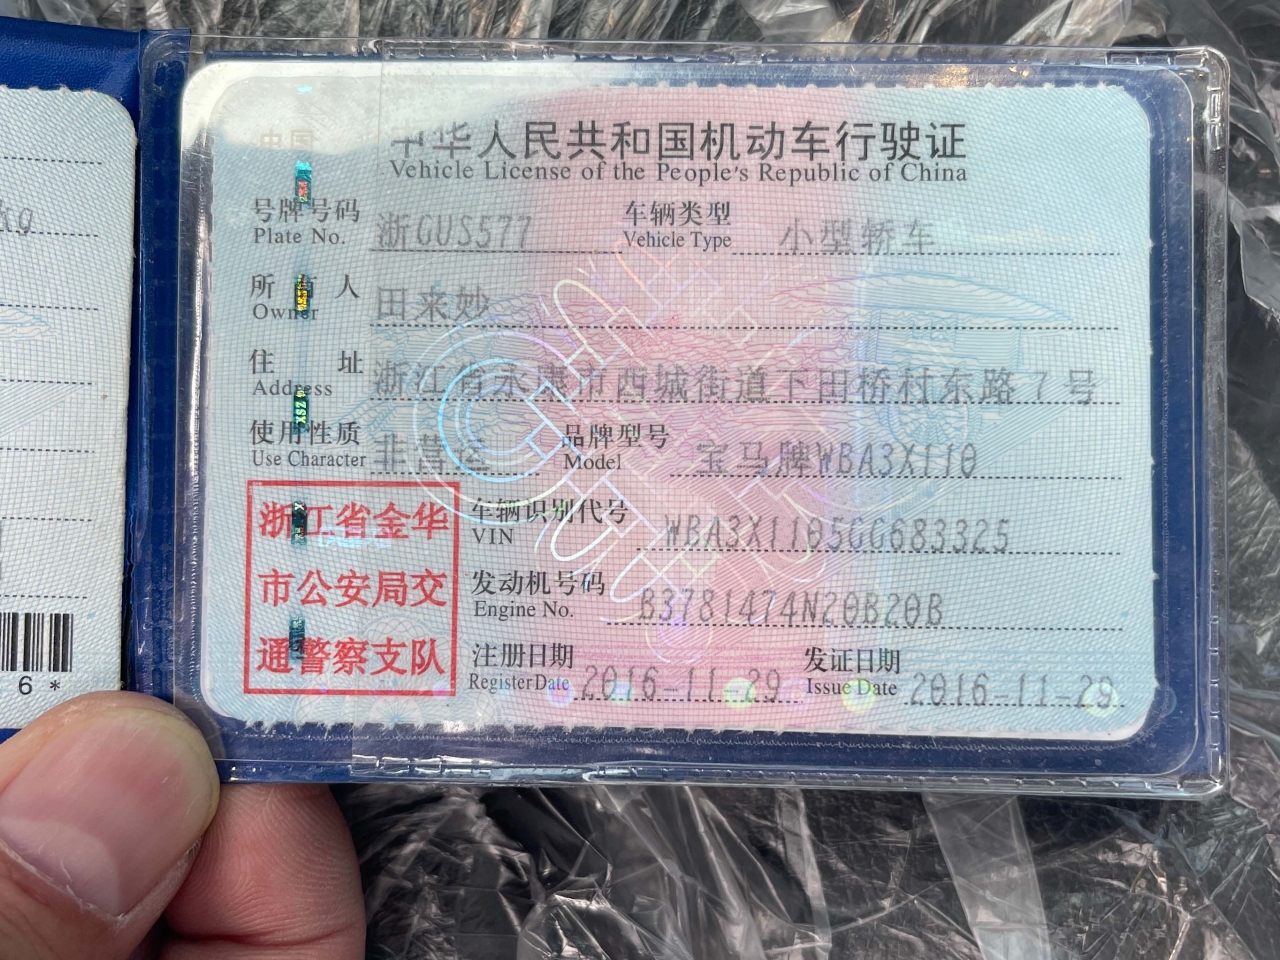 kg
6 *
中国
中华人民共和国机动车行驶证
Vehicle License of the People's Republic of China
号牌号码 浙GUS577 车辆类型 小型轿车
Plate No. Vehicle Type
所有人 田来妙
Owner
住址 浙江省永康市西城街道下田桥村东路7号
Address
使用性质 非营运 品牌型号 宝马牌WBA3X110
Use Character Model
浙江省金华
市公安局交
通警察支队
车辆识别代号 WBA3X1105GG683325
VIN
发动机号码 B3781474N20B20B
Engine No.
注册日期 2016-11-29 发证日期 2016-11-29
Register Date Issue Date